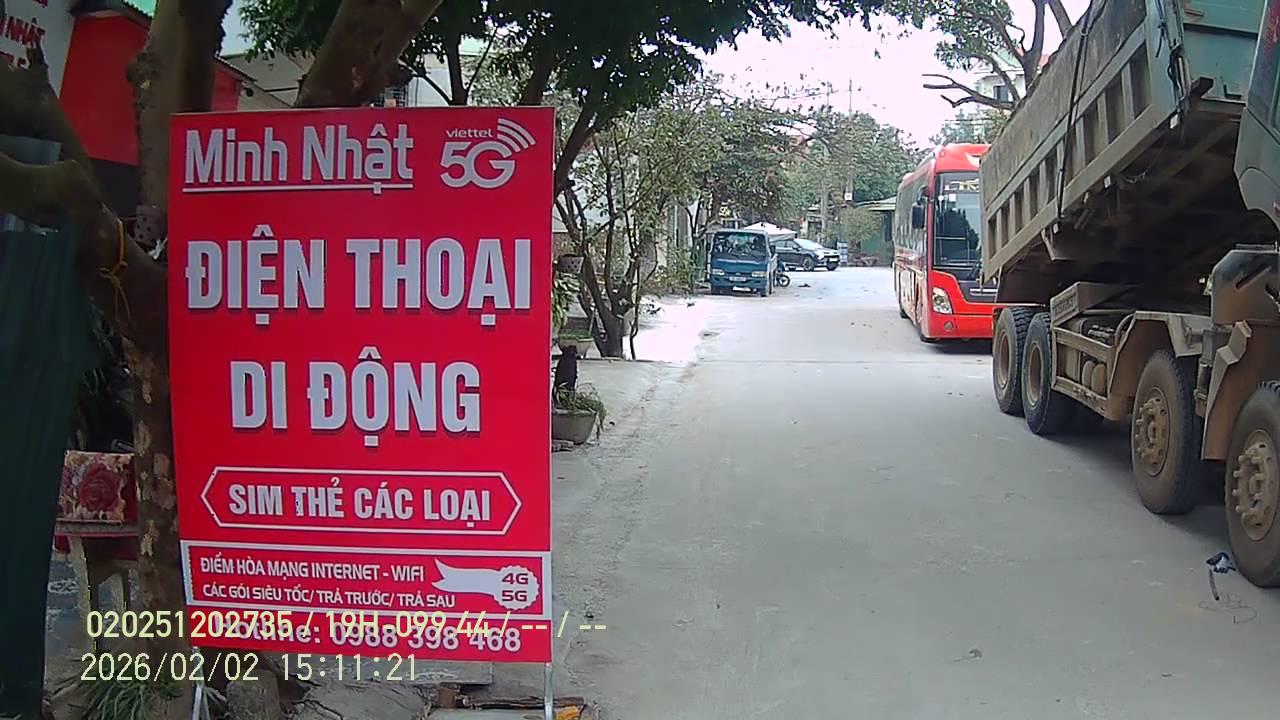 NHẬT
Minh Nhật
viettel
5G
ĐIỆN THOẠI
DI ĐỘNG
SIM THẺ CÁC LOẠI
ĐIỂM HÒA MẠNG INTERNET - WIFI
CÁC GÓI SIÊU TỐC/ TRẢ TRƯỚC/ TRẢ SAU
4G
5G
Hotline: 0988 398 468
020251202735 / 19H-099.44 / -- / --
2026/02/02 15:11:21